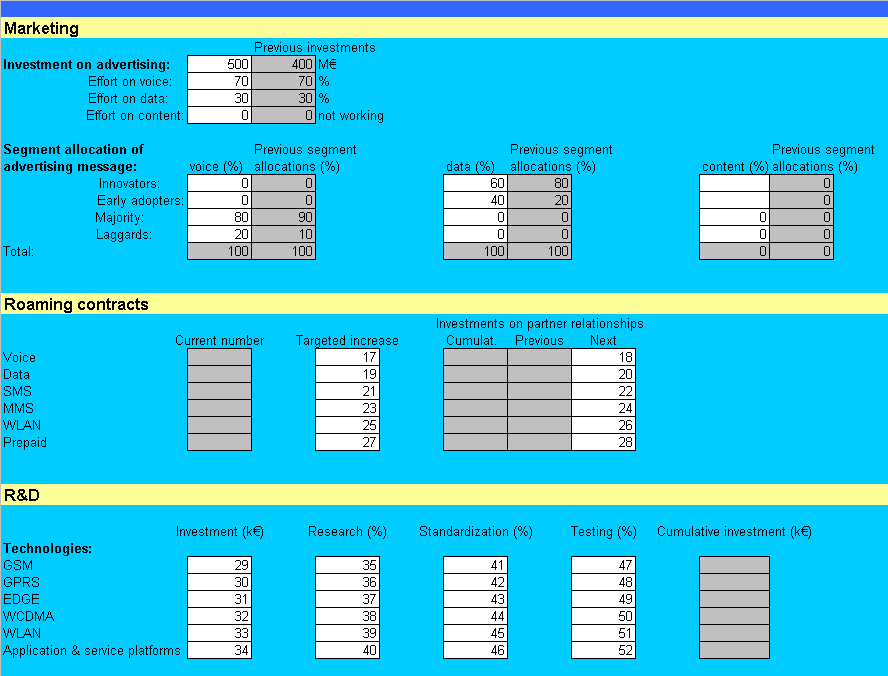 Marketing
Previous investments
Investment on advertising: 500 400 M€
Effort on voice: 70 70 %
Effort on data: 30 30 %
Effort on content: 0 0 not working
Segment allocation of Previous segment Previous segment Previous segment
advertising message: voice (%) allocations (%) data (%) allocations (%) content (%) allocations (%)
Innovators: 0 0 60 80 0
Early adopters: 0 0 40 20 0
Majority: 80 90 0 0 0 0
Laggards: 20 10 0 0 0 0
Total: 100 100 100 100 0 0
Roaming contracts
Investments on partner relationships
Current number Targeted increase Cumulat. Previous Next
Voice 17 18
Data 19 20
SMS 21 22
MMS 23 24
WLAN 25 26
Prepaid 27 28
R&D
Investment (k€) Research (%) Standardization (%) Testing (%) Cumulative investment (k€)
Technologies:
GSM 29 35 41 47
GPRS 30 36 42 48
EDGE 31 37 43 49
WCDMA 32 38 44 50
WLAN 33 39 45 51
Application & service platforms 34 40 46 52